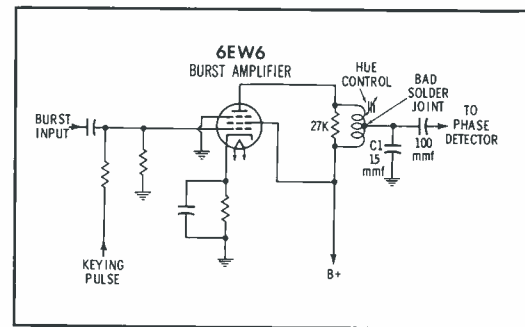 6EW6
BURST AMPLIFIER
HUE
CONTROL
BAD
SOLDER
JOINT
BURST
INPUT
27K
C1
15
mmf
100
mmf
TO
PHASE
DETECTOR
KEYING
PULSE
B+